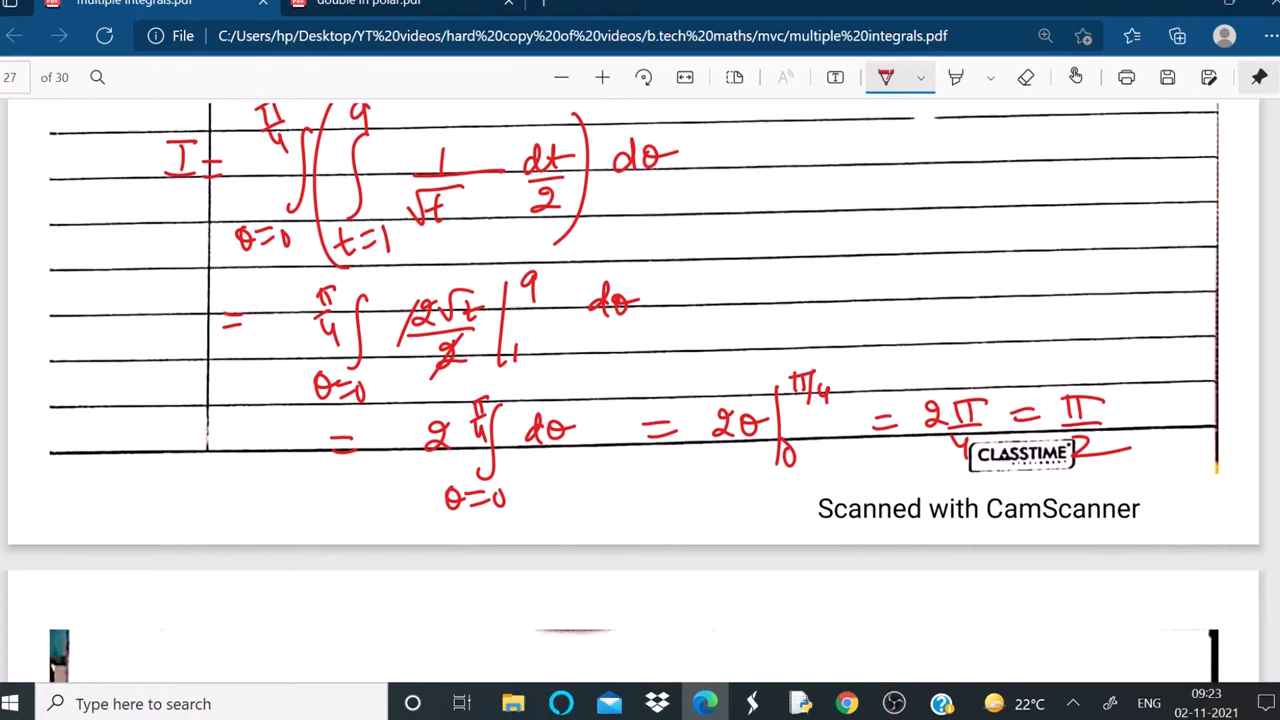 multiple integrals.pdf double in polar.pdf
File C:/Users/hp/Desktop/YT%20videos/hard%20copy%20of%20videos/b.tech%20maths/mvc/multiple%20integrals.pdf
27 of 30
I = ∫_{θ=0}^{π/4} ( ∫_{t=1}^{9} 1/√t dt/2 ) dθ
= ∫_{θ=0}^{π/4} 2√t/2 |_1^9 dθ
= 2 ∫_{θ=0}^{π/4} dθ = 2θ |_0^{π/4} = 2π/4 = π/2
CLASSTIME
Scanned with CamScanner
Type here to search
22°C ENG 09:23
02-11-2021